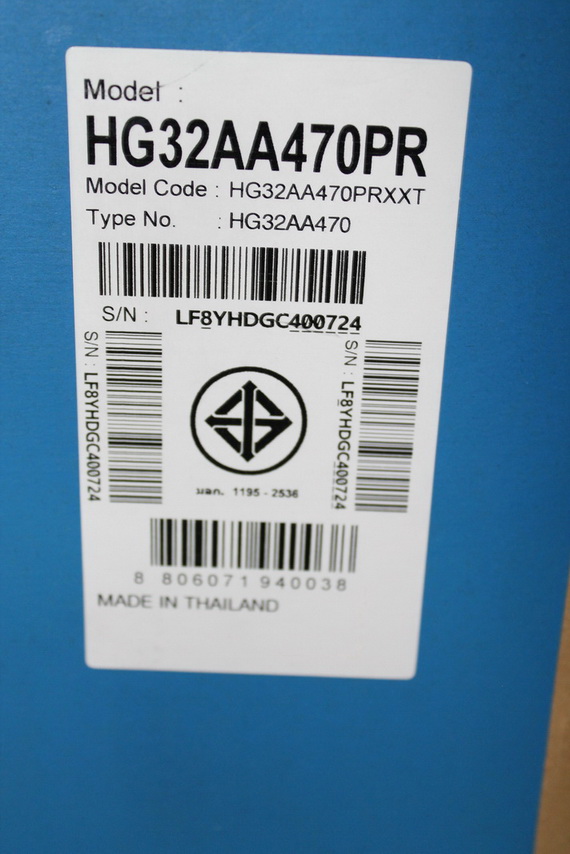 Model :
HG32AA470PR
Model Code : HG32AA470PRXXT
Type No. : HG32AA470
S/N : LF8YHDGC400724
S/N : LF8YHDGC400724
S/N : LF8YHDGC400724
มอก. 1195 - 2536
8 806071 940038
MADE IN THAILAND